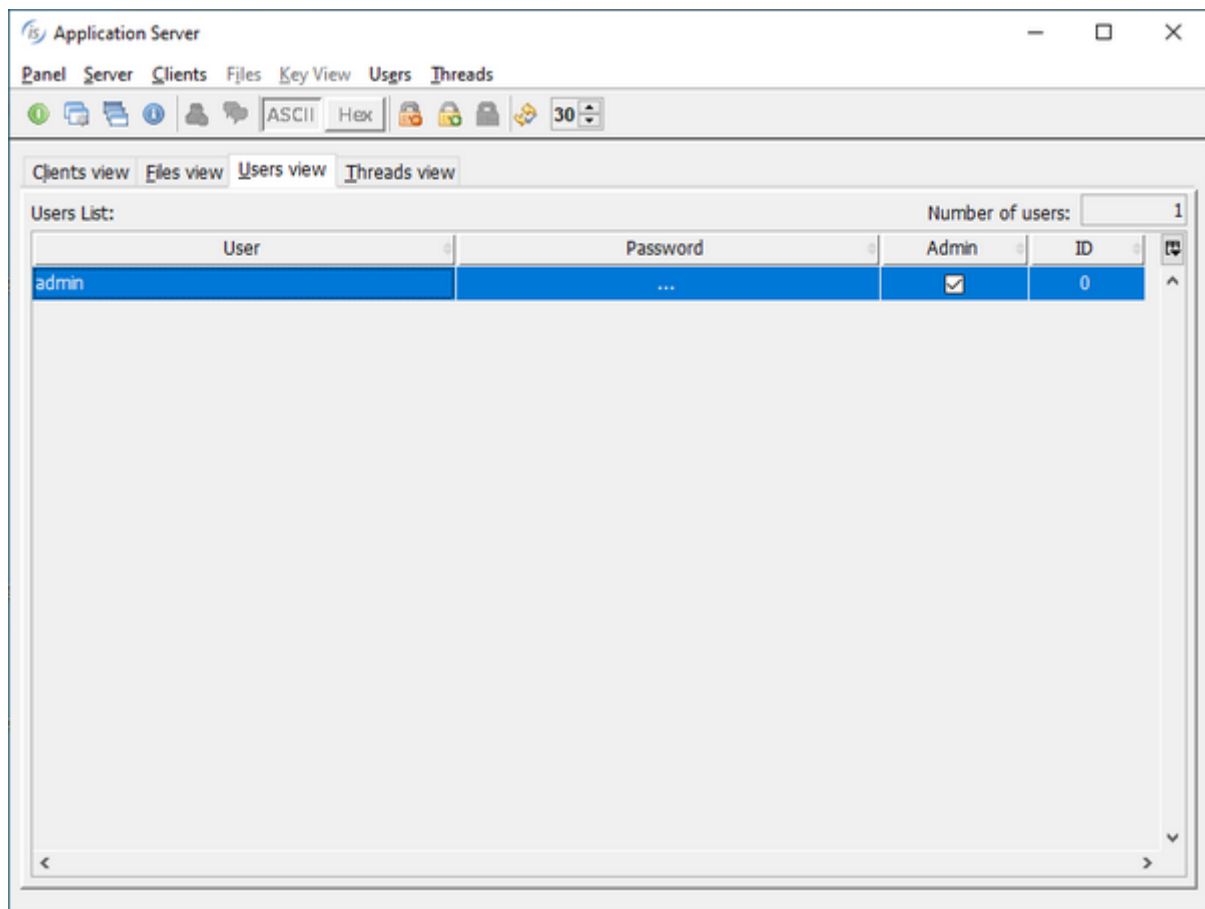 is Application Server
Panel Server Clients Files Key View Users Threads
ASCII Hex 30
Clients view Files view Users view Threads view
Users List: Number of users: 1
User Password Admin ID
admin ... 0